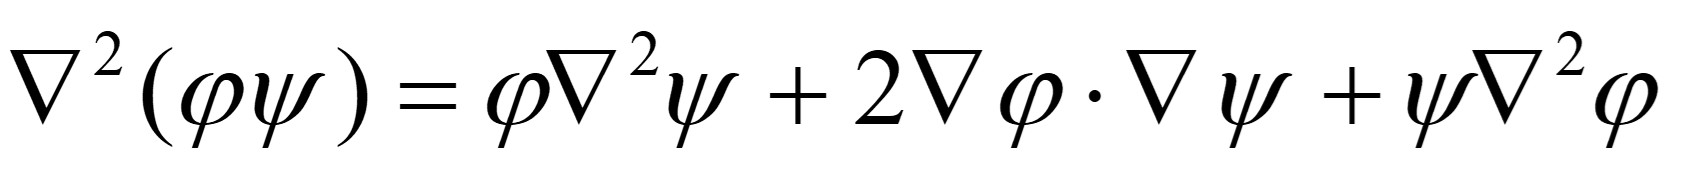 ∇²(φψ) = φ∇²ψ + 2∇φ · ∇ψ + ψ∇²φ